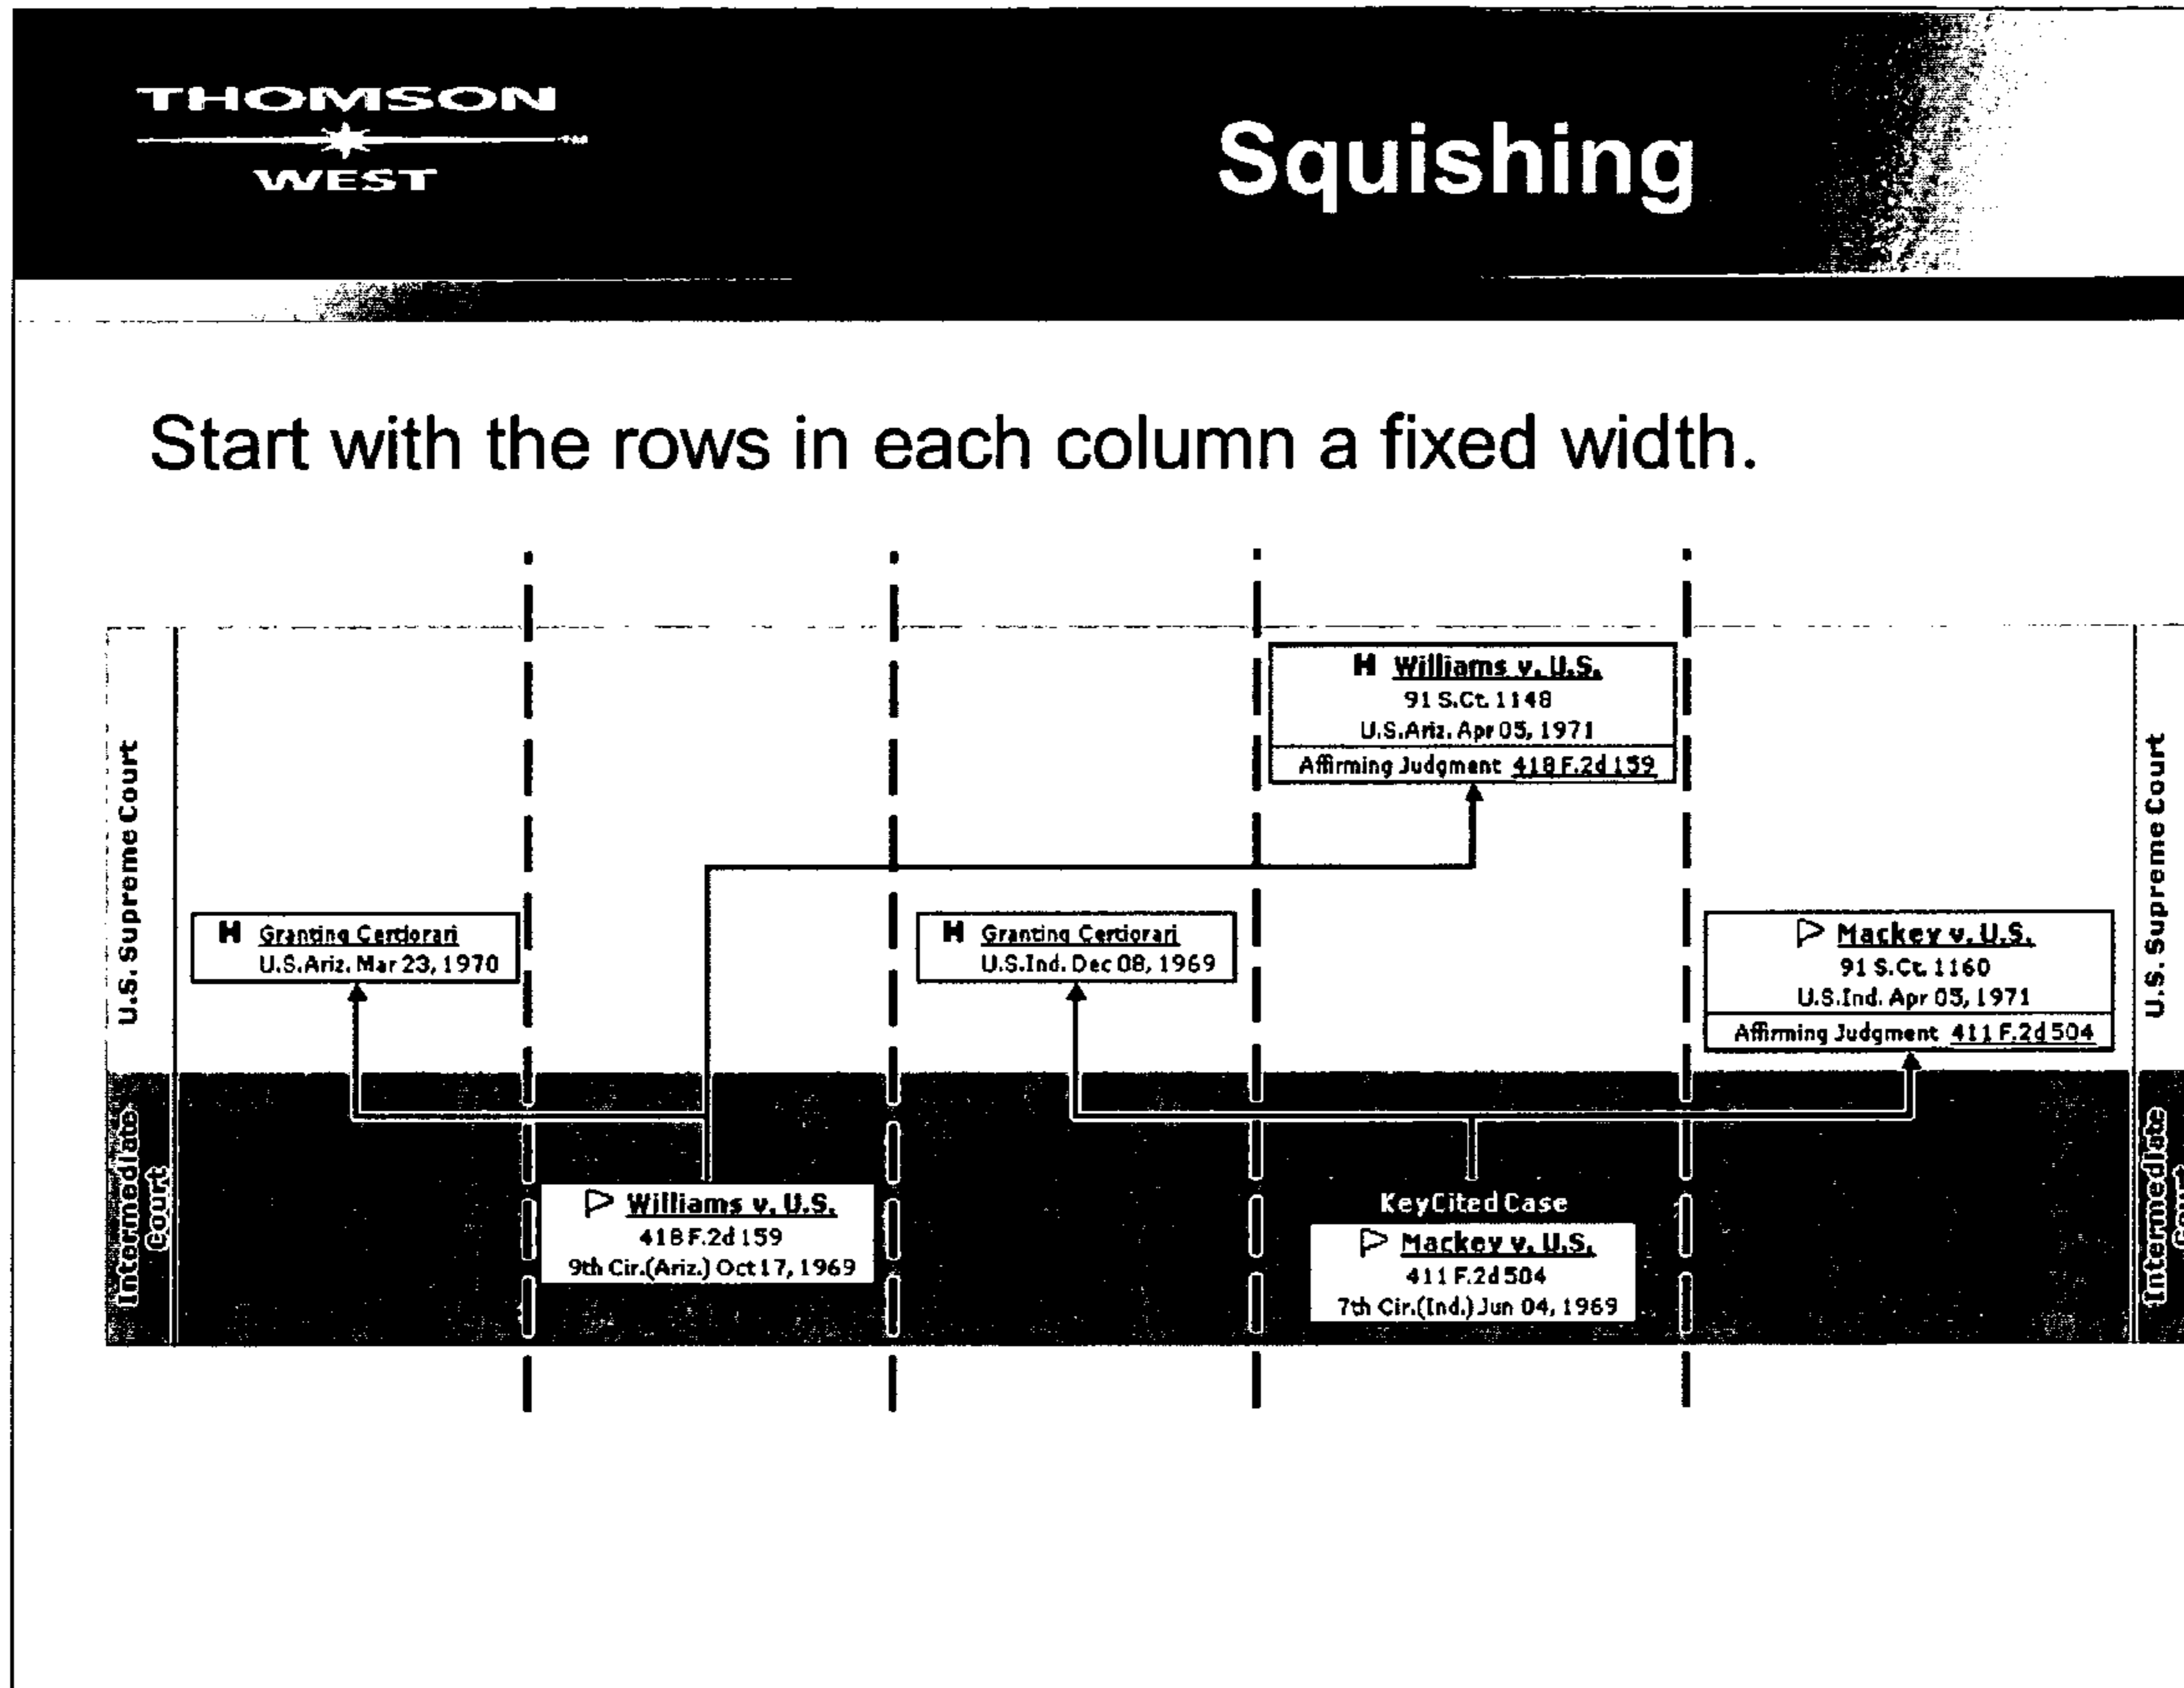 THOMSON
TM
WEST
Squishing
Start with the rows in each column a fixed width.
U.S. Supreme Court
H Williams v. U.S.
91 S.Ct. 1148
U.S.Ariz. Apr 05, 1971
Affirming Judgment 418 F.2d 159
U.S. Supreme Court
H Granting Certiorari
U.S.Ariz. Mar 23, 1970
H Granting Certiorari
U.S.Ind. Dec 08, 1969
Mackey v. U.S.
91 S.Ct. 1160
U.S.Ind. Apr 05, 1971
Affirming Judgment 411 F.2d 504
Intermediate
Court
Williams v. U.S.
418 F.2d 159
9th Cir.(Ariz.) Oct 17, 1969
KeyCited Case
Mackey v. U.S.
411 F.2d 504
7th Cir.(Ind.) Jun 04, 1969
Intermediate